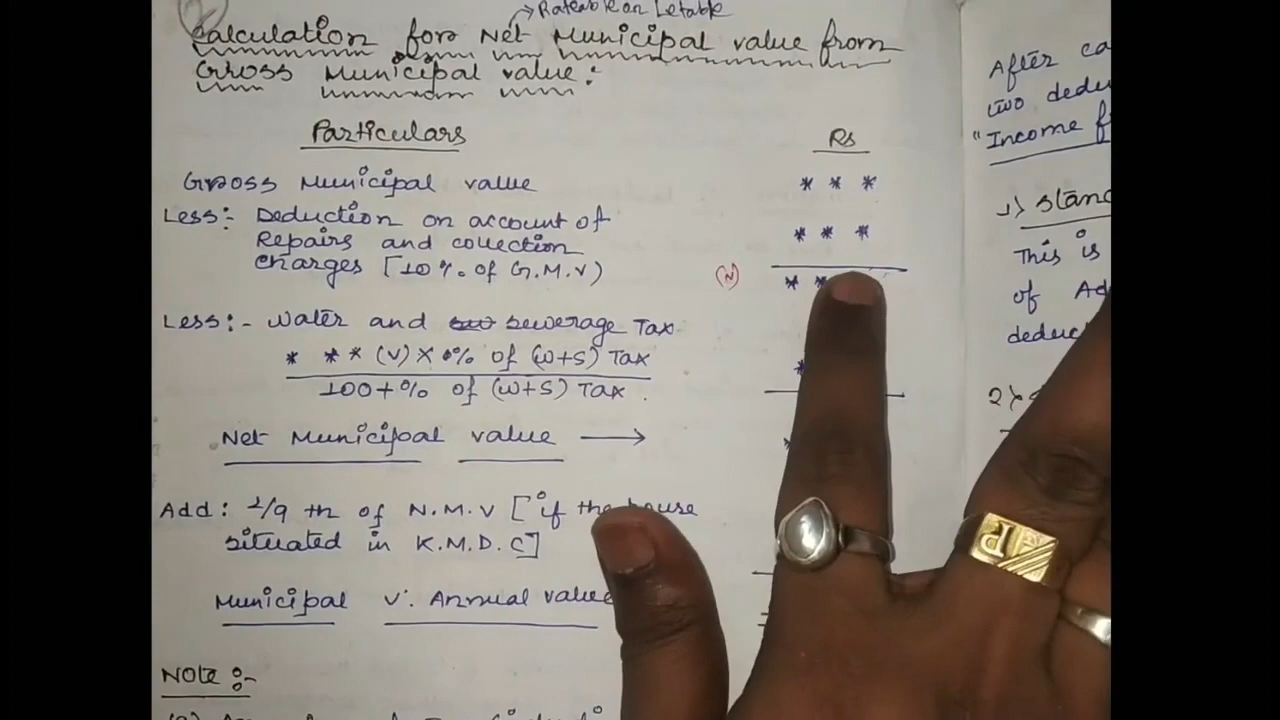 Rateable or Letable
Calculation for Net Municipal value from
Gross Municipal value:
Particulars
Rs
Gross Municipal value
* * *
Less:- Deduction on account of
Repairs and collection
* * *
charges [10% of G.M.V)
(V)
* *
Less:- Water and sewerage Tax
* * * (V) X % of (W+S) Tax
100+% of (W+S) Tax.
*
Net Municipal value →
*
Add: 1/9 th of N.M.V [if the house
situated in K.M.D.C]
Municipal V. Annual value
Note :-
After ca
two dedu
"Income f
1) Stan
This is
of Ad
deduct
2)
P